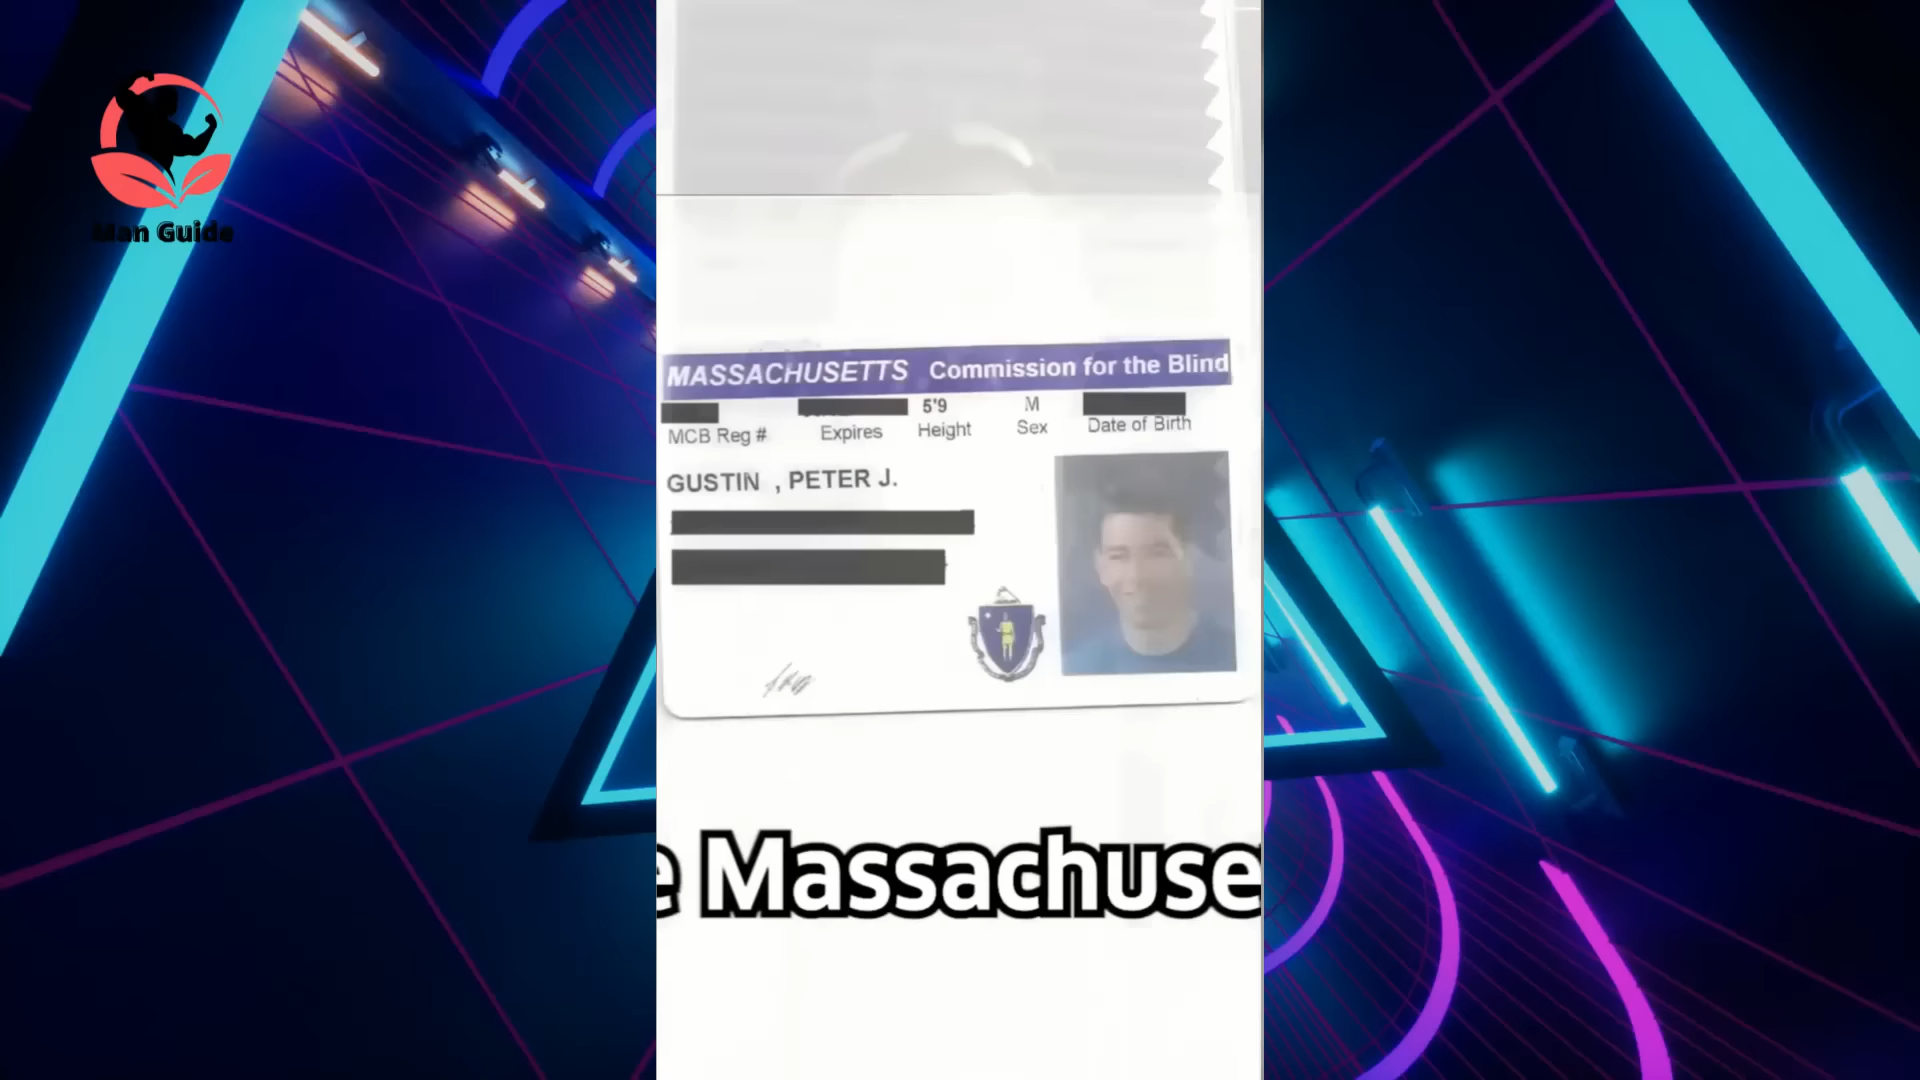 Man Guide
MASSACHUSETTS Commission for the Blind
5'9 M
MCB Reg # Expires Height Sex Date of Birth
GUSTIN , PETER J.
e Massachuse